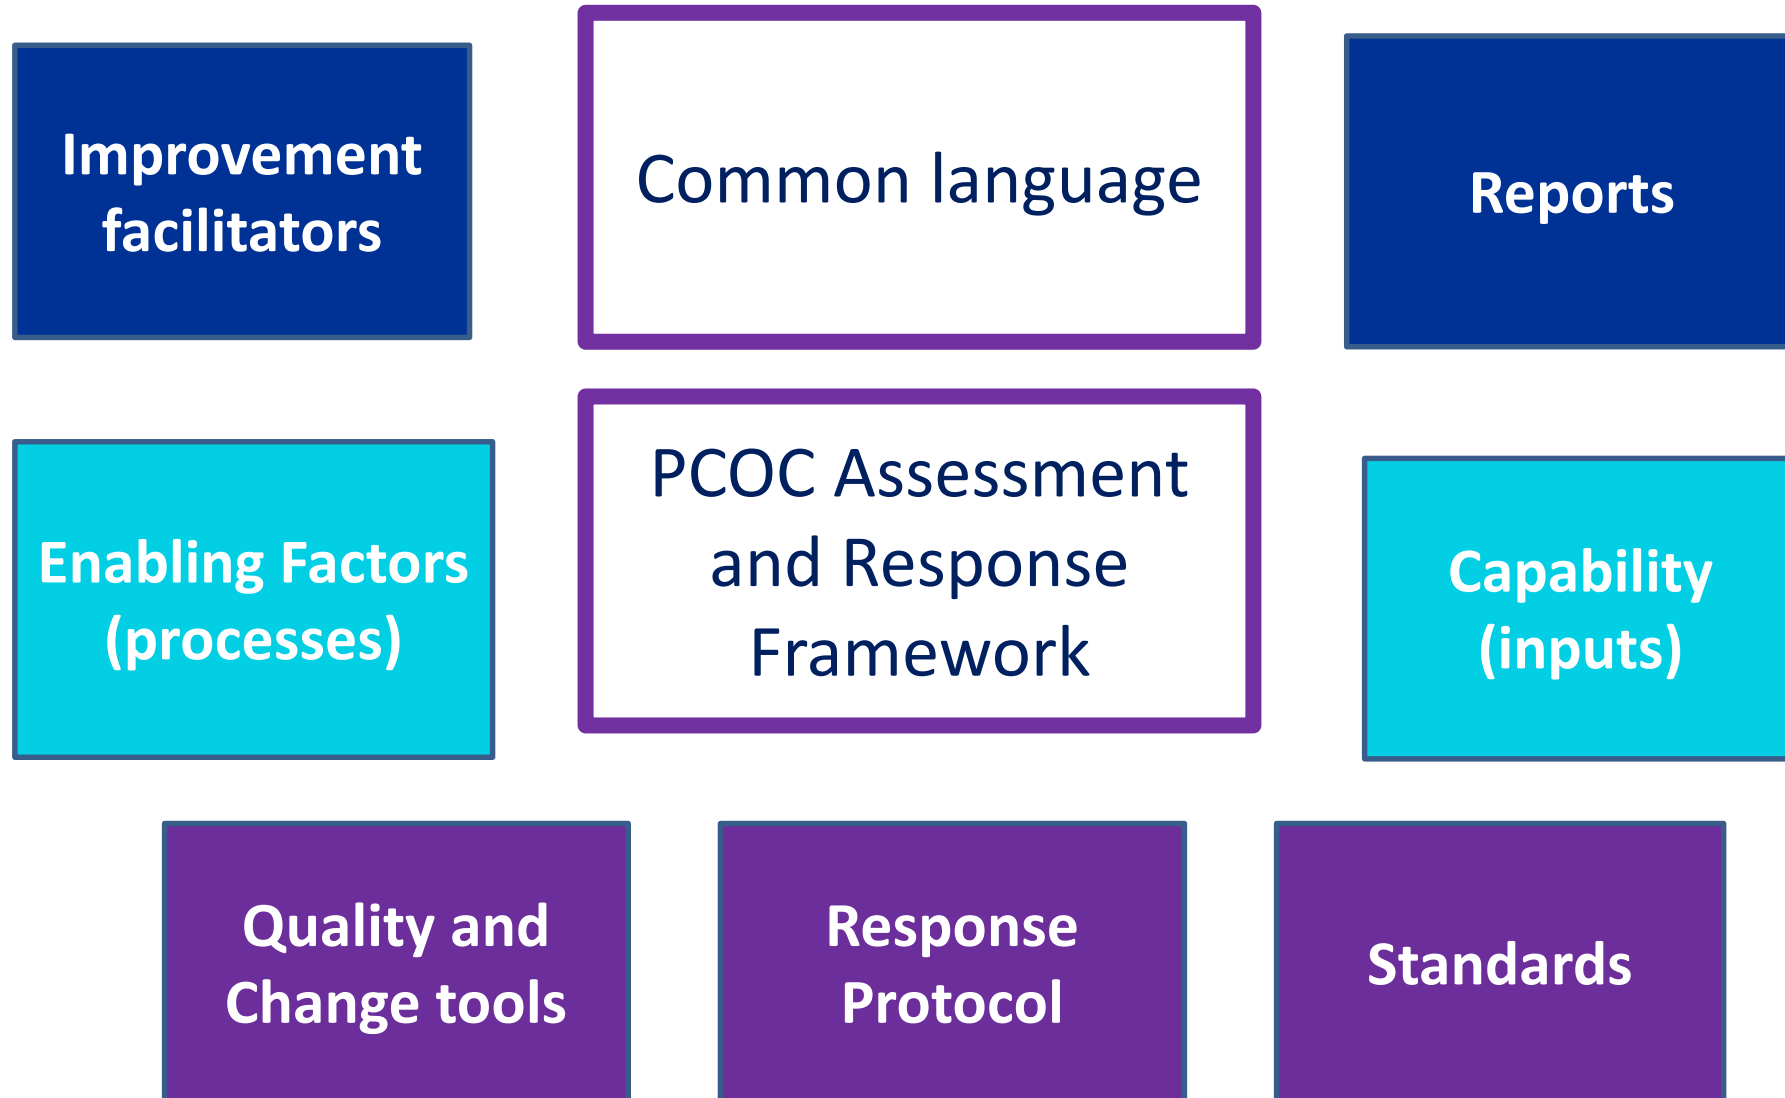 Improvement
facilitators
Common language
Reports
Enabling Factors
(processes)
PCOC Assessment
and Response
Framework
Capability
(inputs)
Quality and
Change tools
Response
Protocol
Standards